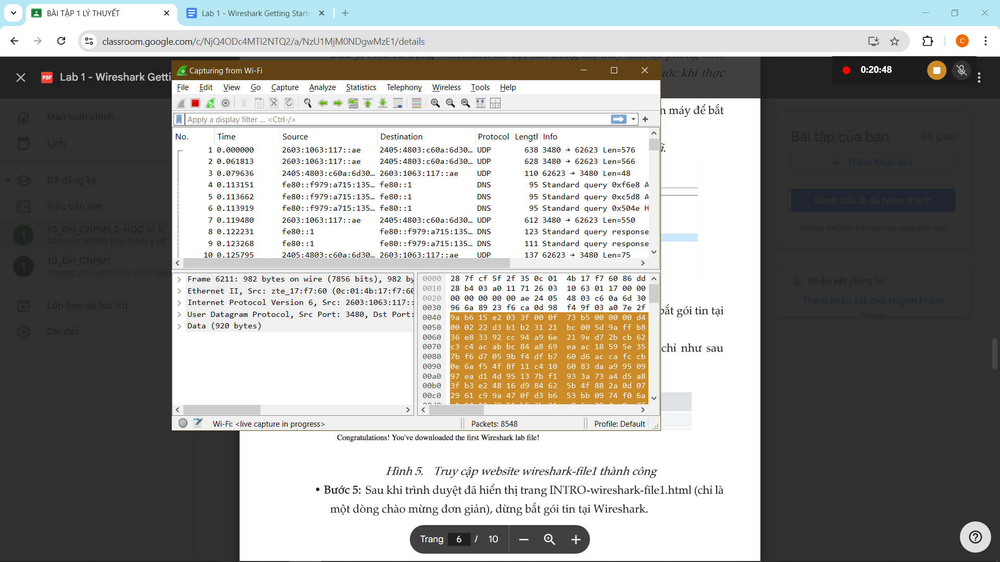 BÀI TẬP 1 LÝ THUYẾT
Lab 1 - Wireshark Getting Starte
classroom.google.com/c/NjQ4ODc4MTI2NTQ2/a/NzU1MjM0NDgwMzE1/details
C
PDF Lab 1 - Wireshark Getti
ước khi thực
0:20:48
Màn hình chính
Lịch
Đã đăng ký
Việc cần làm
1 10_ĐH_CNPM1,2-HỌC KÌ II
BẢO MẬT MẠNG MÁY TÍNH & HỆ
1 10_ĐH_CNPM1
Phương pháp phát triển phần mềm
Lớp học đã lưu trữ
Cài đặt
Capturing from Wi-Fi
File Edit View Go Capture Analyze Statistics Telephony Wireless Tools Help
Apply a display filter … <Ctrl-/>
No. Time Source Destination Protocol Length Info
1 0.000000 2603:1063:117::ae 2405:4803:c60a:6d30… UDP 638 3480 → 62623 Len=576
2 0.061813 2603:1063:117::ae 2405:4803:c60a:6d30… UDP 628 3480 → 62623 Len=566
3 0.079636 2405:4803:c60a:6d30… 2603:1063:117::ae UDP 110 62623 → 3480 Len=48
4 0.113151 fe80::f979:a715:135… fe80::1 DNS 95 Standard query 0xf6e8 A
5 0.113662 fe80::f979:a715:135… fe80::1 DNS 95 Standard query 0xc5d8 A
6 0.113919 fe80::f979:a715:135… fe80::1 DNS 95 Standard query 0x504e H
7 0.119480 2603:1063:117::ae 2405:4803:c60a:6d30… UDP 612 3480 → 62623 Len=550
8 0.122231 fe80::1 fe80::f979:a715:135… DNS 123 Standard query response
9 0.123268 fe80::1 fe80::f979:a715:135… DNS 111 Standard query response
10 0.125795 2405:4803:c60a:6d30… 2603:1063:117::ae UDP 137 62623 → 3480 Len=75
Frame 6211: 982 bytes on wire (7856 bits), 982 by
Ethernet II, Src: zte_17:f7:60 (0c:01:4b:17:f7:60
Internet Protocol Version 6, Src: 2603:1063:117::
User Datagram Protocol, Src Port: 3480, Dst Port:
Data (920 bytes)
0000 28 7f cf 5f 2f 35 0c 01 4b 17 f7 60 86 dd
0010 28 b4 03 a0 11 71 26 03 10 63 01 17 00 00
0020 00 00 00 00 00 ae 24 05 48 03 c6 0a 6d 30
0030 96 6a 89 23 f6 ca 0d 98 f4 9f 03 a0 7e 2f
0040 9a b6 15 e2 03 3f 00 0f 73 b5 00 00 00 d4
0050 00 02 22 d3 b1 b2 31 21 bc 00 5d 9a ff b8
0060 36 e8 33 92 cc 94 a9 6e 21 9e d7 2b cb 62
0070 c3 c4 ac ab bc 84 a8 69 ea ac 18 59 5e 35
0080 7b f6 d7 05 9b f4 df b7 60 d6 ac ca fc cb
0090 0e 6a f5 4f 8f 11 c4 10 60 83 da a9 95 09
00a0 97 ea d1 4d 95 13 7b f1 93 3a 73 a4 d5 a8
00b0 3f b3 e2 48 16 d9 84 62 5b 4f 88 2a 0d 07
00c0 29 61 c9 9a 47 0f d3 b6 53 bb 09 74 f0 6a
Wi-Fi: <live capture in progress> Packets: 8548 Profile: Default
n máy để bắt
i.
bắt gói tin tại
chỉ như sau
Congratulations! You've downloaded the first Wireshark lab file!
Hình 5. Truy cập website wireshark-file1 thành công
• Bước 5: Sau khi trình duyệt đã hiển thị trang INTRO-wireshark-file1.html (chỉ là
một dòng chào mừng đơn giản), dừng bắt gói tin tại Wireshark.
Trang 6 / 10
Bài tập của bạn Đã giao
+ Thêm hoặc tạo
Đánh dấu là đã hoàn thành
Không thể nộp bài tập sau ngày đến hạn
Nhận xét riêng tư
Thêm nhận xét cho Huynh Phạm
Trong